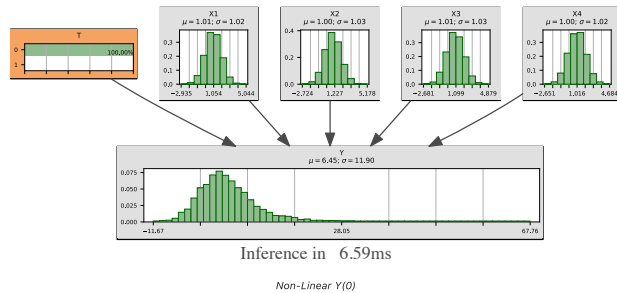 T
0
100.00%
1
X1
μ = 1.01; σ = 1.02
0.3
0.2
0.1
0.0
−2,935 1,054 5,044
X2
μ = 1.00; σ = 1.03
0.4
0.2
0.0
−2,724 1,227 5,178
X3
μ = 1.01; σ = 1.03
0.3
0.2
0.1
0.0
−2,681 1,099 4,879
X4
μ = 1.00; σ = 1.02
0.3
0.2
0.1
0.0
−2,651 1,016 4,684
Y
μ = 6.45; σ = 11.90
0.075
0.050
0.025
0.000
−11.67 28.05 67.76
Inference in 6.59ms
Non-Linear Y(0)